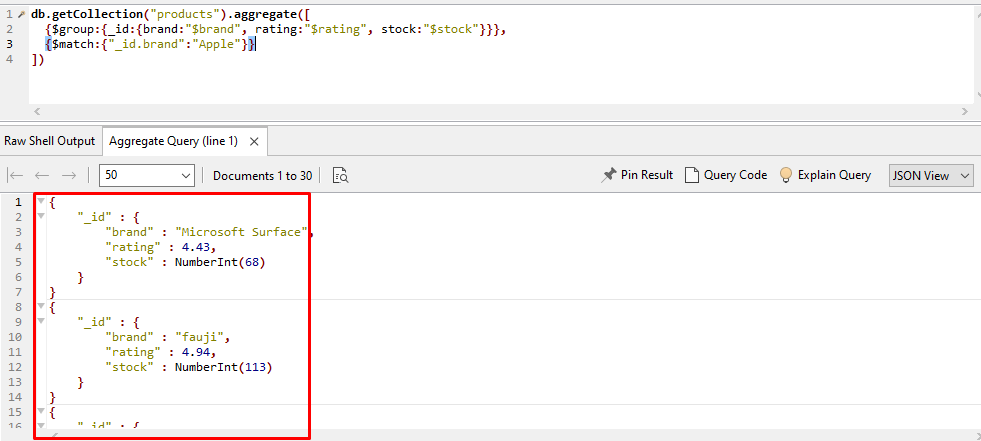 1 db.getCollection("products").aggregate([
2 {$group:{_id:{brand:"$brand", rating:"$rating", stock:"$stock"}}},
3 {$match:{"_id.brand":"Apple"}}
4 ])
Raw Shell Output Aggregate Query (line 1) ×
50 Documents 1 to 30 Pin Result Query Code Explain Query JSON View
1 {
2 "_id" : {
3 "brand" : "Microsoft Surface",
4 "rating" : 4.43,
5 "stock" : NumberInt(68)
6 }
7 }
8 {
9 "_id" : {
10 "brand" : "fauji",
11 "rating" : 4.94,
12 "stock" : NumberInt(113)
13 }
14 }
15 {
16 "_id" : {